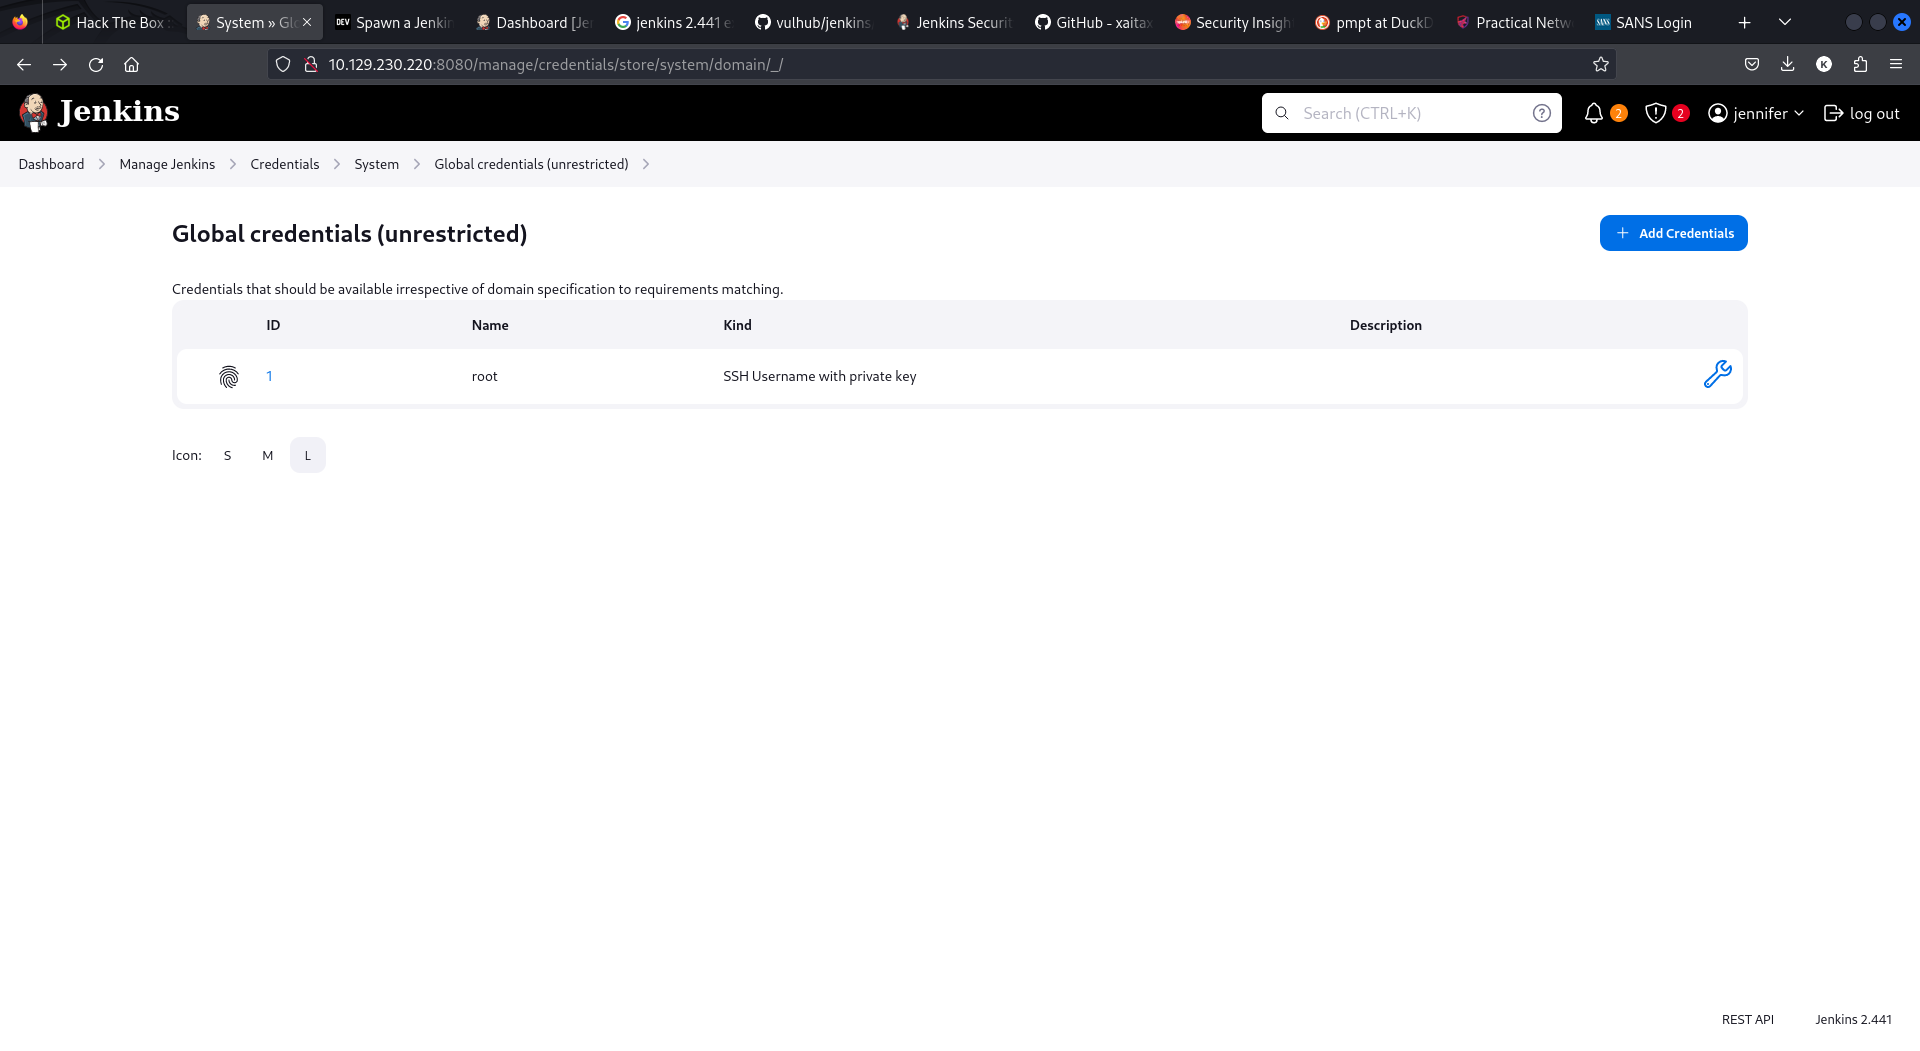 Hack The Box :
System » Glo
DEV Spawn a Jenkin
Dashboard [Je
jenkins 2.441 e
vulhub/jenkins
Jenkins Securit
GitHub - xaitax
Security Insigh
pmpt at DuckD
Practical Netw
SANS SANS Login
10.129.230.220:8080/manage/credentials/store/system/domain/_/
K
Jenkins
Search (CTRL+K)
2
2
jennifer
log out
Dashboard
Manage Jenkins
Credentials
System
Global credentials (unrestricted)
Global credentials (unrestricted)
Add Credentials
Credentials that should be available irrespective of domain specification to requirements matching.
ID Name Kind Description
1 root SSH Username with private key
Icon: S M L
REST API Jenkins 2.441